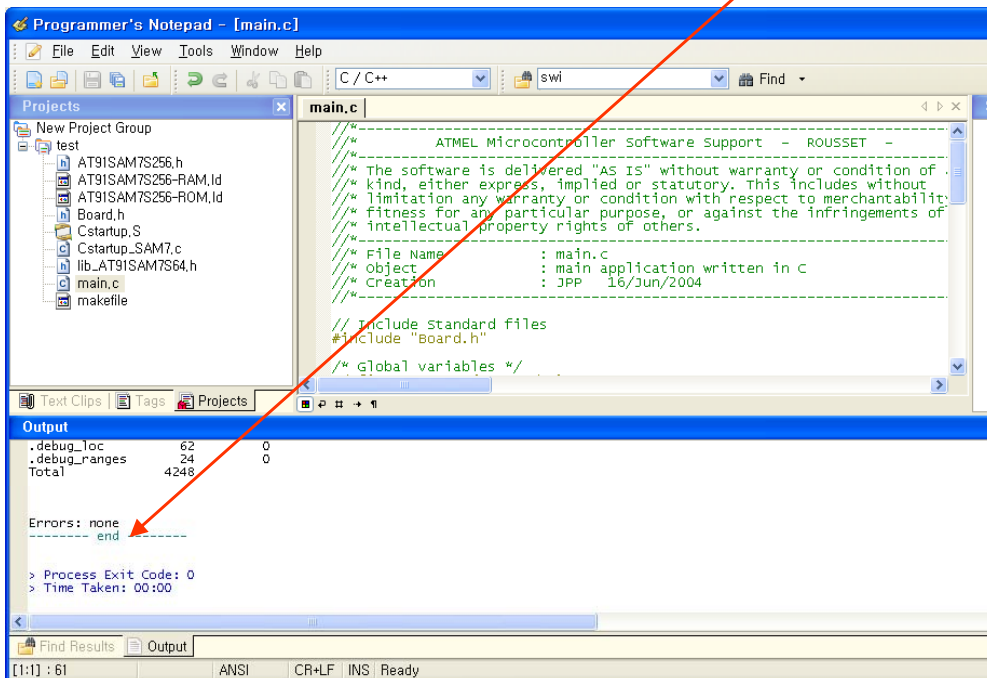 Programmer's Notepad - [main.c]
File Edit View Tools Window Help
C / C++ swi Find
Projects
main.c
New Project Group
test
AT91SAM7S256.h
AT91SAM7S256-RAM.ld
AT91SAM7S256-ROM.ld
Board.h
Cstartup.S
Cstartup_SAM7.c
lib_AT91SAM7S64.h
main.c
makefile
//*----------------------------------------------------------------------------
//* ATMEL Microcontroller Software Support - ROUSSET -
//*----------------------------------------------------------------------------
//* The software is delivered "AS IS" without warranty or condition of
//* kind, either express, implied or statutory. This includes without
//* limitation any warranty or condition with respect to merchantability
//* fitness for any particular purpose, or against the infringements of
//* intellectual property rights of others.
//*----------------------------------------------------------------------------
//* File Name : main.c
//* Object : main application written in C
//* Creation : JPP 16/Jun/2004
//*----------------------------------------------------------------------------
// Include Standard files
#include "Board.h"
/* Global variables */
Text Clips Tags Projects
Output
.debug_loc 62 0
.debug_ranges 24 0
Total 4248
Errors: none
-------- end --------
> Process Exit Code: 0
> Time Taken: 00:00
Find Results Output
[1:1] : 61 ANSI CR+LF INS Ready